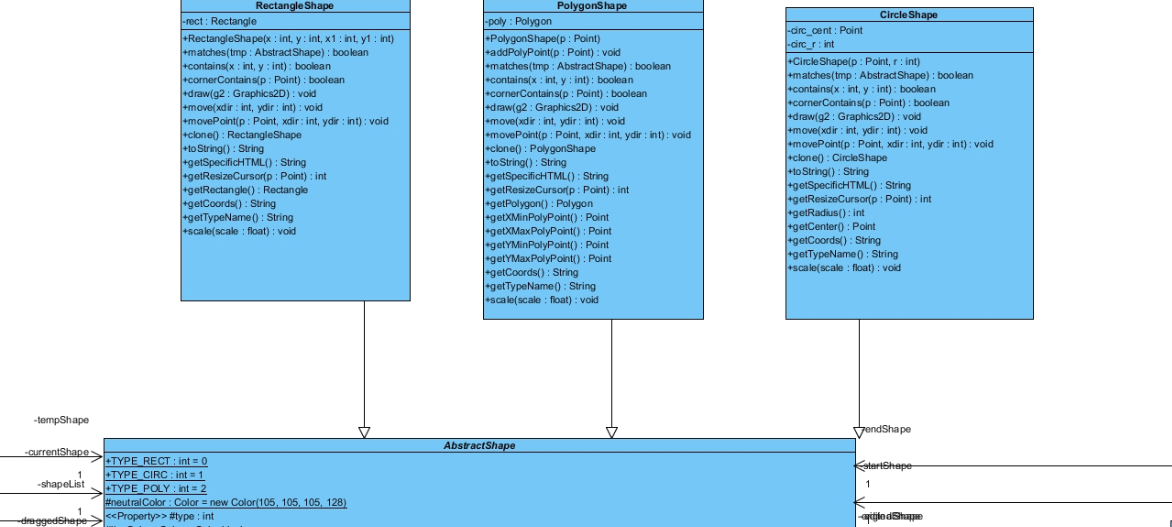 RectangleShape
-rect : Rectangle
+RectangleShape(x : int, y : int, x1 : int, y1 : int)
+matches(tmp : AbstractShape) : boolean
+contains(x : int, y : int) : boolean
+cornerContains(p : Point) : boolean
+draw(g2 : Graphics2D) : void
+move(xdir : int, ydir : int) : void
+movePoint(p : Point, xdir : int, ydir : int) : void
+clone() : RectangleShape
+toString() : String
+getSpecificHTML() : String
+getResizeCursor(p : Point) : int
+getRectangle() : Rectangle
+getCoords() : String
+getTypeName() : String
+scale(scale : float) : void
PolygonShape
-poly : Polygon
+PolygonShape(p : Point)
+addPolyPoint(p : Point) : void
+matches(tmp : AbstractShape) : boolean
+contains(x : int, y : int) : boolean
+cornerContains(p : Point) : boolean
+draw(g2 : Graphics2D) : void
+move(xdir : int, ydir : int) : void
+movePoint(p : Point, xdir : int, ydir : int) : void
+clone() : PolygonShape
+toString() : String
+getSpecificHTML() : String
+getResizeCursor(p : Point) : int
+getPolygon() : Polygon
+getXMinPolyPoint() : Point
+getXMaxPolyPoint() : Point
+getYMinPolyPoint() : Point
+getYMaxPolyPoint() : Point
+getCoords() : String
+getTypeName() : String
+scale(scale : float) : void
CircleShape
-circ_cent : Point
-circ_r : int
+CircleShape(p : Point, r : int)
+matches(tmp : AbstractShape) : boolean
+contains(x : int, y : int) : boolean
+cornerContains(p : Point) : boolean
+draw(g2 : Graphics2D) : void
+move(xdir : int, ydir : int) : void
+movePoint(p : Point, xdir : int, ydir : int) : void
+clone() : CircleShape
+toString() : String
+getSpecificHTML() : String
+getResizeCursor(p : Point) : int
+getRadius() : int
+getCenter() : Point
+getCoords() : String
+getTypeName() : String
+scale(scale : float) : void
-tempShape
-currentShape
1
-shapeList
1
-draggedShape
AbstractShape
+TYPE_RECT : int = 0
+TYPE_CIRC : int = 1
+TYPE_POLY : int = 2
#neutralColor : Color = new Color(105, 105, 105, 128)
<<Property>> #type : int
-endShape
-startShape
1